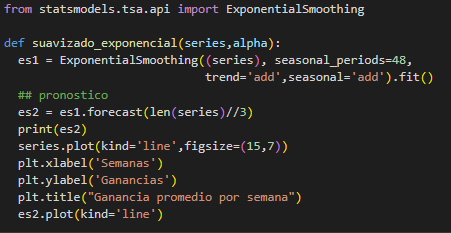 from statsmodels.tsa.api import ExponentialSmoothing

def suavizado_exponencial(series,alpha):
  es1 = ExponentialSmoothing((series), seasonal_periods=48,
                             trend='add',seasonal='add').fit()
  ## pronostico
  es2 = es1.forecast(len(series)//3)
  print(es2)
  series.plot(kind='line',figsize=(15,7))
  plt.xlabel('Semanas')
  plt.ylabel('Ganancias')
  plt.title("Ganancia promedio por semana")
  es2.plot(kind='line')